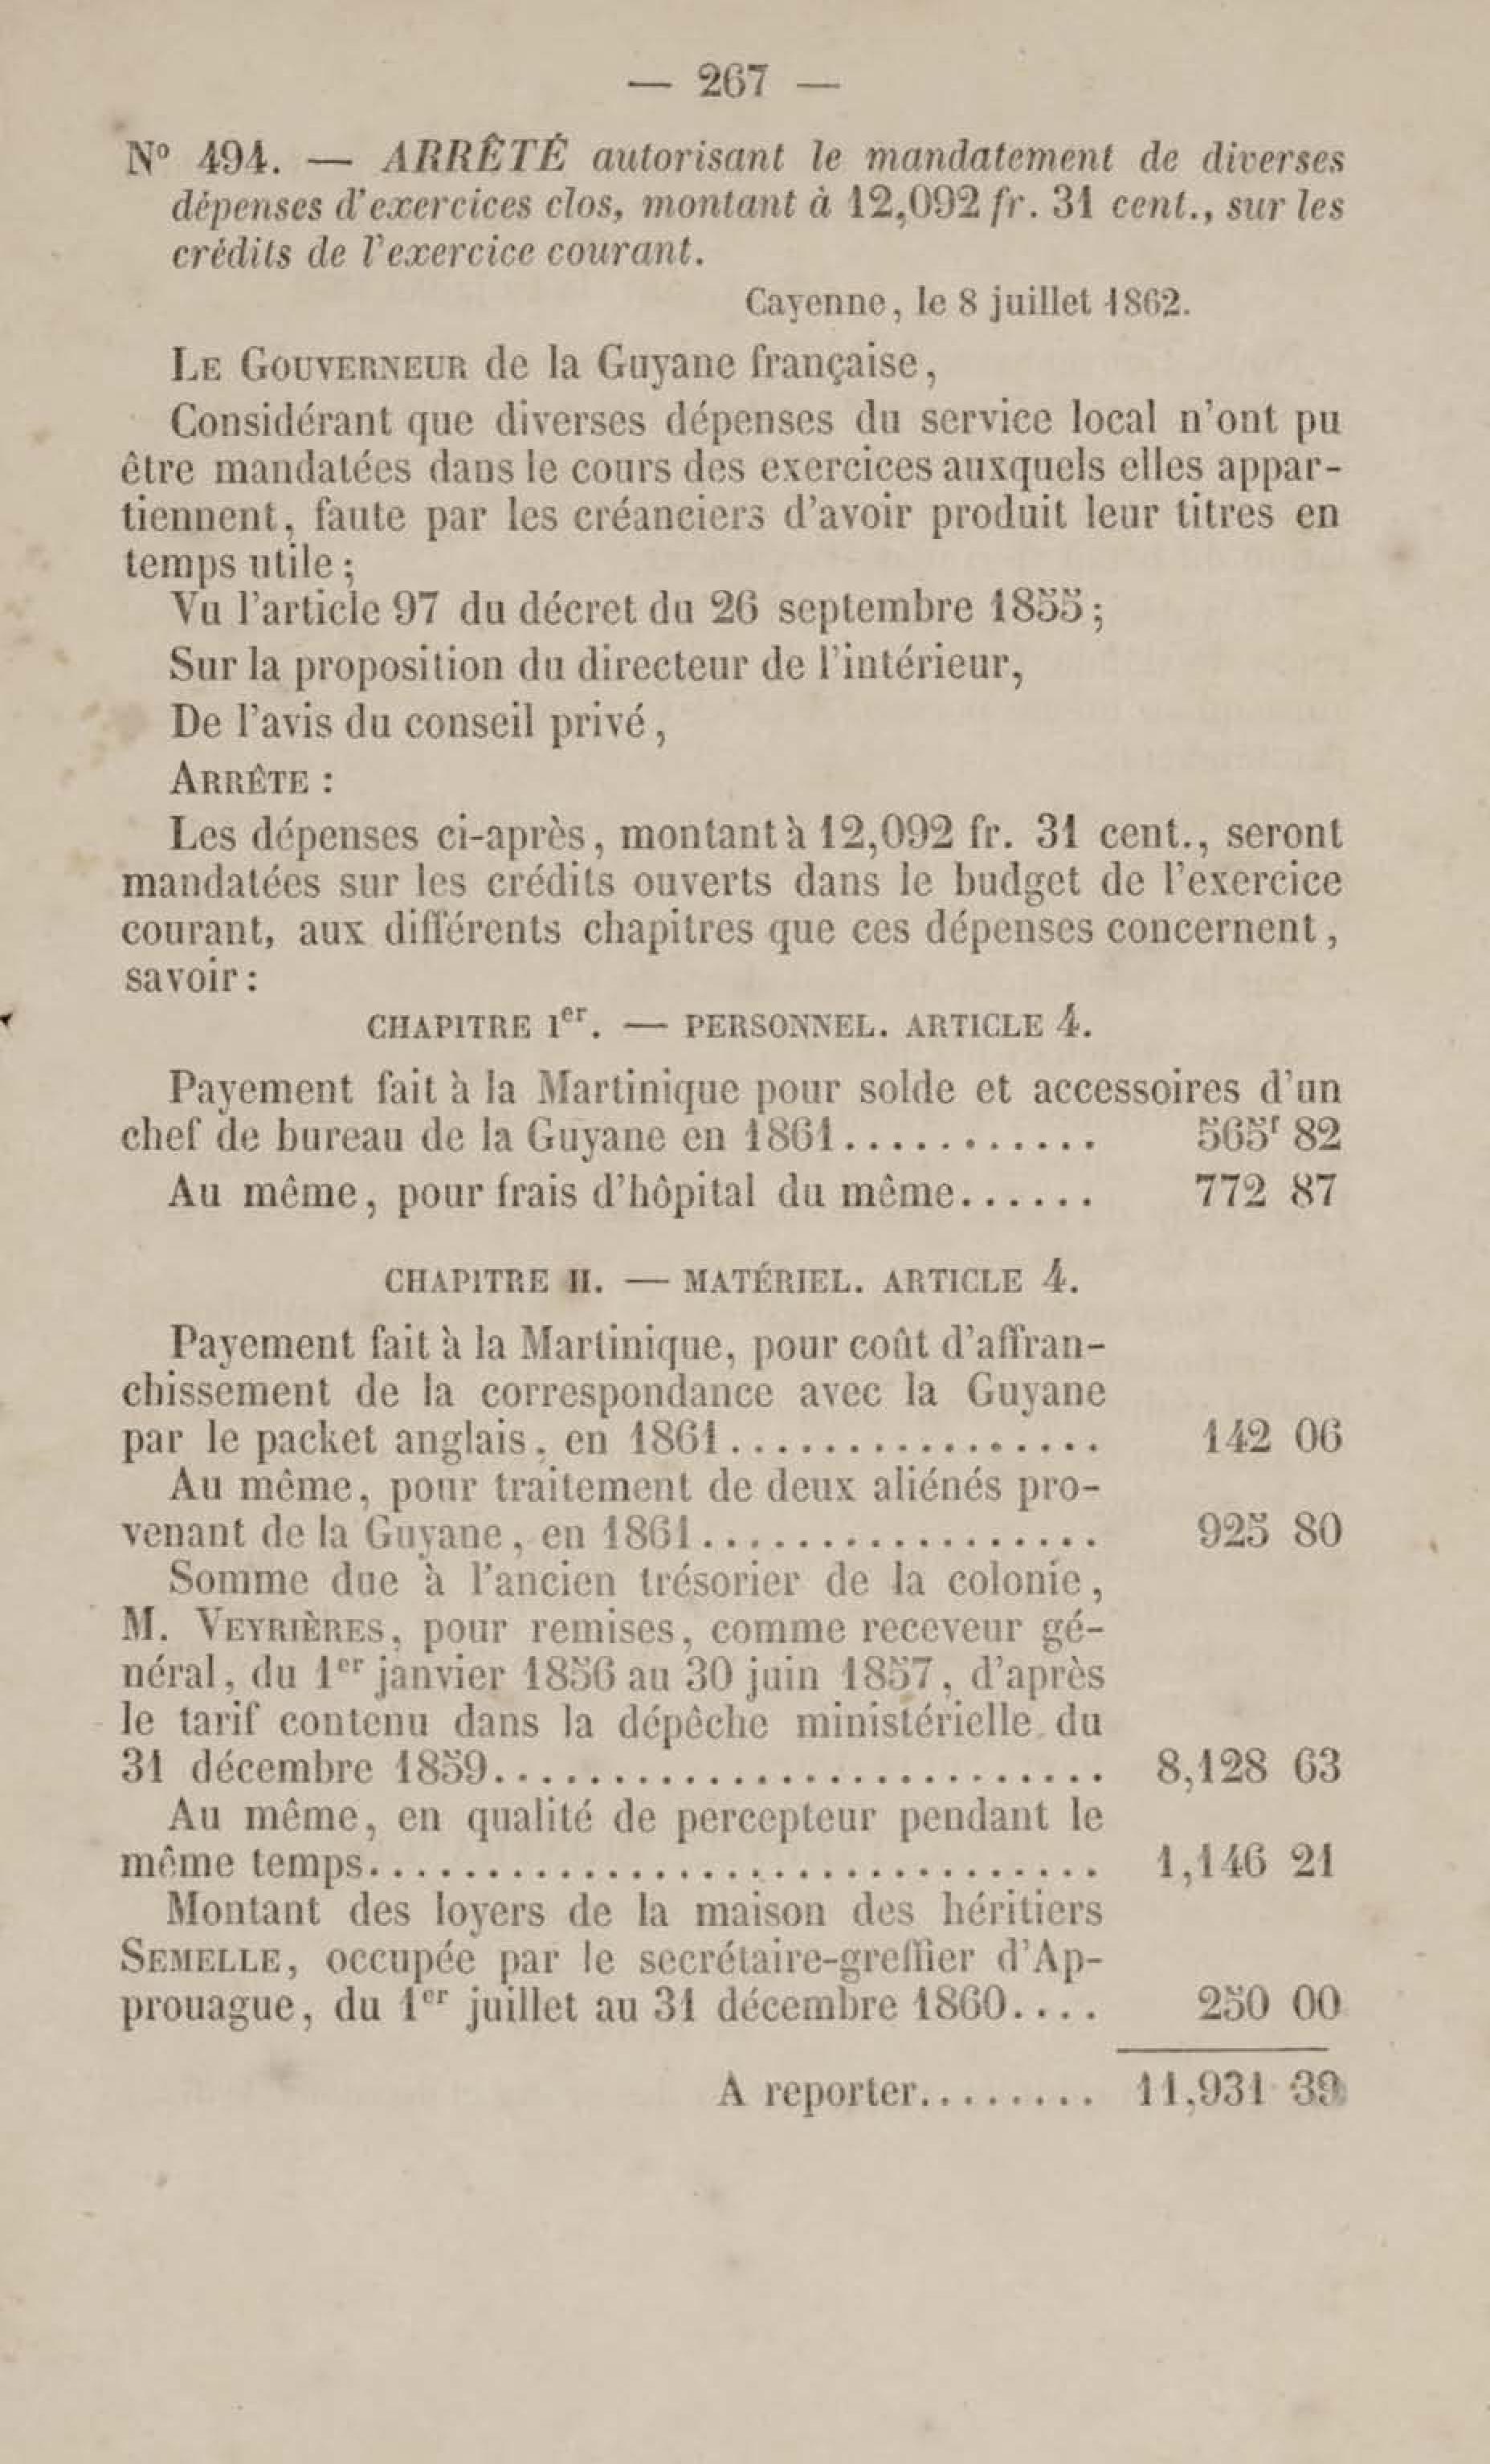 — 267 —
N° 494. — ARRÊTÉ autorisant le mandatement de diverses
dépenses d'exercices clos, montant à 12,092 fr. 31 cent., sur les
crédits de l'exercice courant.
Cayenne, le 8 juillet 1862.
LE GOUVERNEUR de la Guyane française,
Considérant que diverses dépenses du service local n'ont pu
être mandatées dans le cours des exercices auxquels elles appar-
tiennent, faute par les créanciers d'avoir produit leur titres en
temps utile ;
Vu l'article 97 du décret du 26 septembre 1855 ;
Sur la proposition du directeur de l'intérieur,
De l'avis du conseil privé,
ARRÊTE :
Les dépenses ci-après, montant à 12,092 fr. 31 cent., seront
mandatées sur les crédits ouverts dans le budget de l'exercice
courant, aux différents chapitres que ces dépenses concernent,
savoir :
CHAPITRE 1er. — PERSONNEL. ARTICLE 4.
Payement fait à la Martinique pour solde et accessoires d'un
chef de bureau de la Guyane en 1861........... 565f 82
Au même, pour frais d'hôpital du même...... 772 87
CHAPITRE II. — MATÉRIEL. ARTICLE 4.
Payement fait à la Martinique, pour coût d'affran-
chissement de la correspondance avec la Guyane
par le packet anglais, en 1861................ 142 06
Au même, pour traitement de deux aliénés pro-
venant de la Guyane, en 1861................. 925 80
Somme due à l'ancien trésorier de la colonie,
M. VEYRIÈRES, pour remises, comme receveur gé-
néral, du 1er janvier 1856 au 30 juin 1857, d'après
le tarif contenu dans la dépêche ministérielle du
31 décembre 1859.......................... 8,128 63
Au même, en qualité de percepteur pendant le
même temps............................... 1,146 21
Montant des loyers de la maison des héritiers
SEMELLE, occupée par le secrétaire-greffier d'Ap-
prouague, du 1er juillet au 31 décembre 1860.... 250 00
A reporter........ 11,931 39